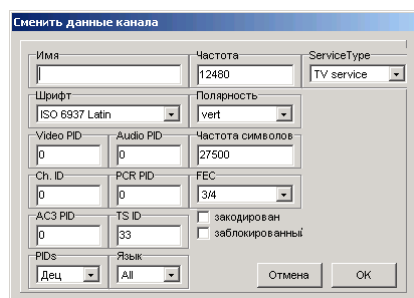 Сменить данные канала
Имя Частота ServiceType
12480 TV service
Шрифт Полярность
ISO 6937 Latin vert
Video PID Audio PID Частота символов
0 0 27500
Ch. ID PCR PID FEC
0 0 3/4
AC3 PID TS ID закодирован
0 33 заблокированный
PIDs Язык
Дец All Отмена OK